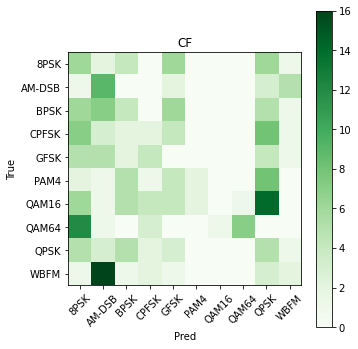 CF
True
8PSK
AM-DSB
BPSK
CPFSK
GFSK
PAM4
QAM16
QAM64
QPSK
WBFM
8PSK
AM-DSB
BPSK
CPFSK
GFSK
PAM4
QAM16
QAM64
QPSK
WBFM
Pred
16
14
12
10
8
6
4
2
0